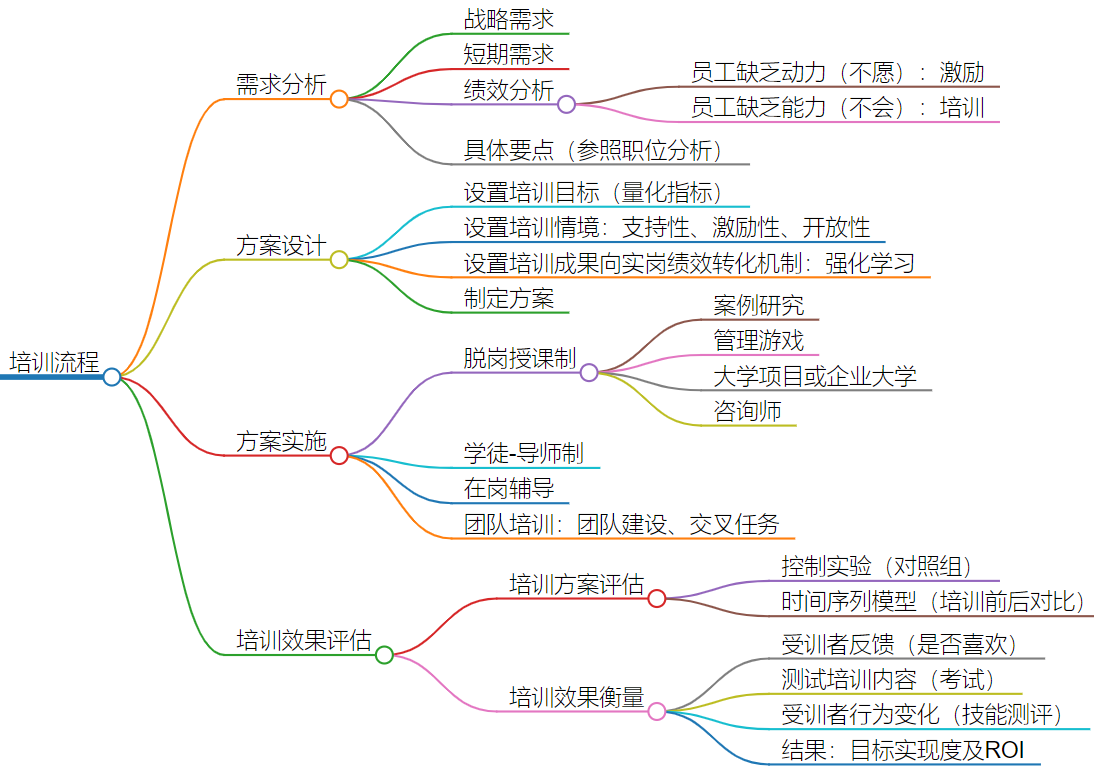 培训流程
需求分析
战略需求
短期需求
绩效分析
员工缺乏动力（不愿）：激励
员工缺乏能力（不会）：培训
具体要点（参照职位分析）
方案设计
设置培训目标（量化指标）
设置培训情境：支持性、激励性、开放性
设置培训成果向实岗绩效转化机制：强化学习
制定方案
方案实施
脱岗授课制
案例研究
管理游戏
大学项目或企业大学
咨询师
学徒-导师制
在岗辅导
团队培训：团队建设、交叉任务
培训效果评估
培训方案评估
控制实验（对照组）
时间序列模型（培训前后对比）
培训效果衡量
受训者反馈（是否喜欢）
测试培训内容（考试）
受训者行为变化（技能测评）
结果：目标实现度及ROI